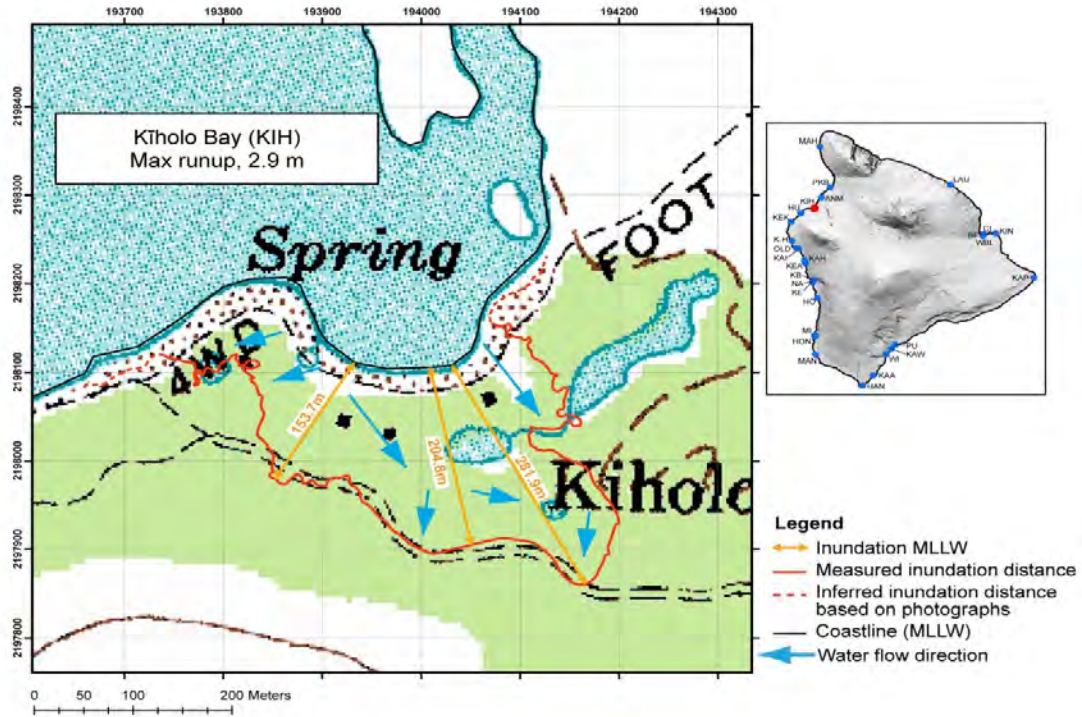 193700 193800 193900 194000 194100 194200 194300
2198400
2198300
2198200
2198100
2198000
2197900
2197800
Kīholo Bay (KIH)
Max runup, 2.9 m
Spring
FOOT
4WD
153.7m
204.8m
281.9m
Kiholo
0 50 100 200 Meters
MAH
LAU
PKB
ANM
KIH
HU
KEK
K-H
OLD
KAI
KAH
KEA
KB
NA
KE
HO
KIN
WBL
KAP
MI
HON
MAN
PU
KAW
WI
KAA
HAN
Legend
Inundation MLLW
Measured inundation distance
Inferred inundation distance
based on photographs
Coastline (MLLW)
Water flow direction